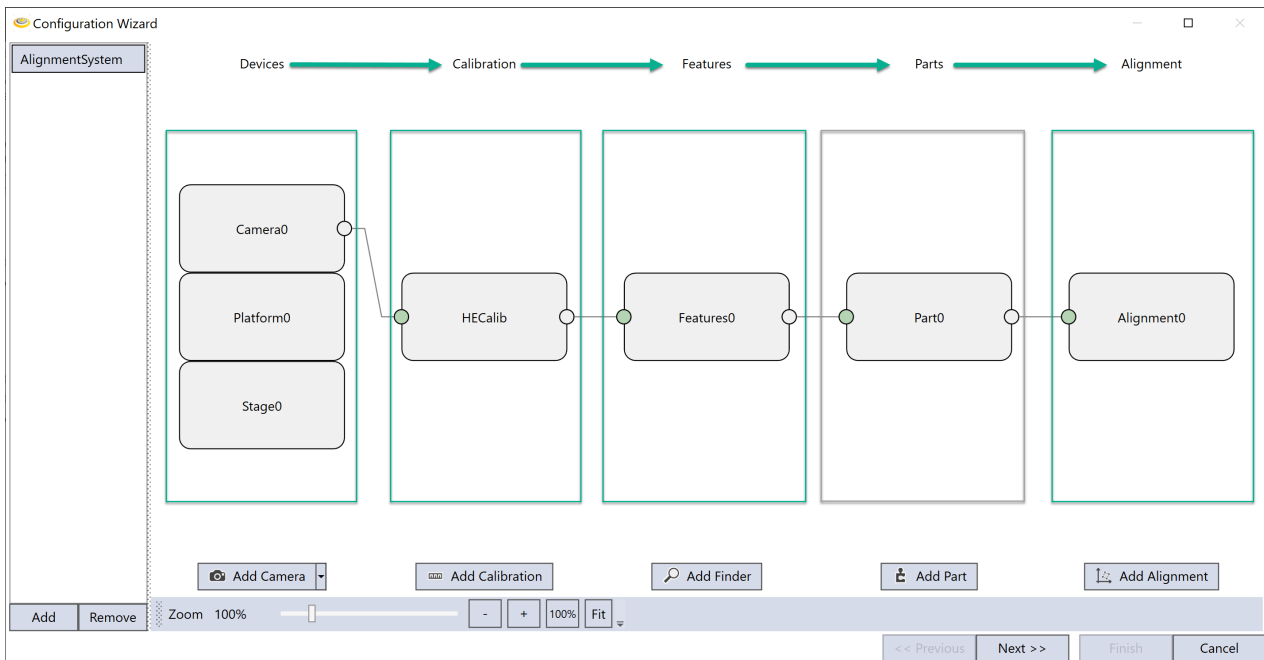 Configuration Wizard
AlignmentSystem
Devices Calibration Features Parts Alignment
Camera0
Platform0 HECalib Features0 Part0 Alignment0
Stage0
Add Camera Add Calibration Add Finder Add Part Add Alignment
Add Remove Zoom 100% - + 100% Fit
<< Previous Next >> Finish Cancel